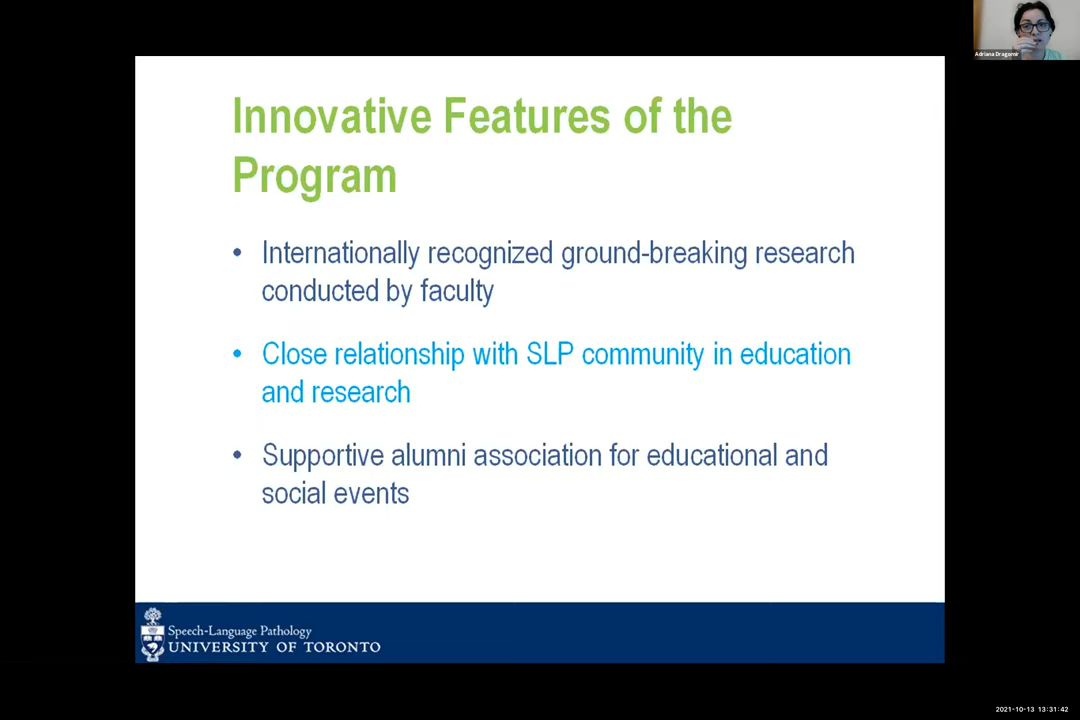 Adriana Dragomir
Innovative Features of the
Program
• Internationally recognized ground-breaking research
conducted by faculty
• Close relationship with SLP community in education
and research
• Supportive alumni association for educational and
social events
Speech-Language Pathology
UNIVERSITY OF TORONTO
2021-10-13 13:31:42